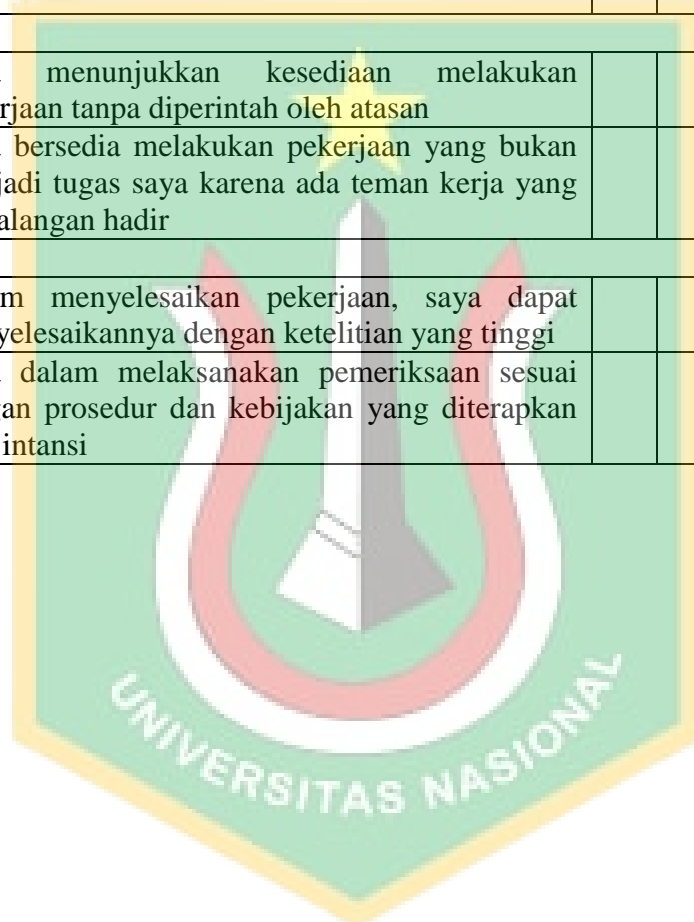 menunjukkan kesediaan melakukan
rjaan tanpa diperintah oleh atasan
bersedia melakukan pekerjaan yang bukan
jadi tugas saya karena ada teman kerja yang
alangan hadir
m menyelesaikan pekerjaan, saya dapat
yelesaikannya dengan ketelitian yang tinggi
dalam melaksanakan pemeriksaan sesuai
gan prosedur dan kebijakan yang diterapkan
intansi
UNIVERSITAS NASIONAL